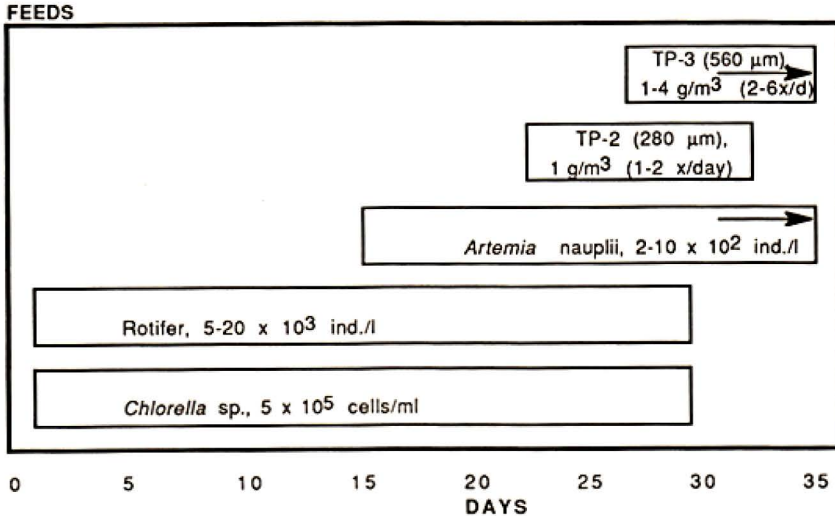 FEEDS
TP-3 (560 µm),
1-4 g/m³ (2-6x/d)
TP-2 (280 µm),
1 g/m³ (1-2 x/day)
Artemia nauplii, 2-10 x 10² ind./l
Rotifer, 5-20 x 10³ ind./l
Chlorella sp., 5 x 10⁵ cells/ml
0 5 10 15 20 25 30 35
DAYS